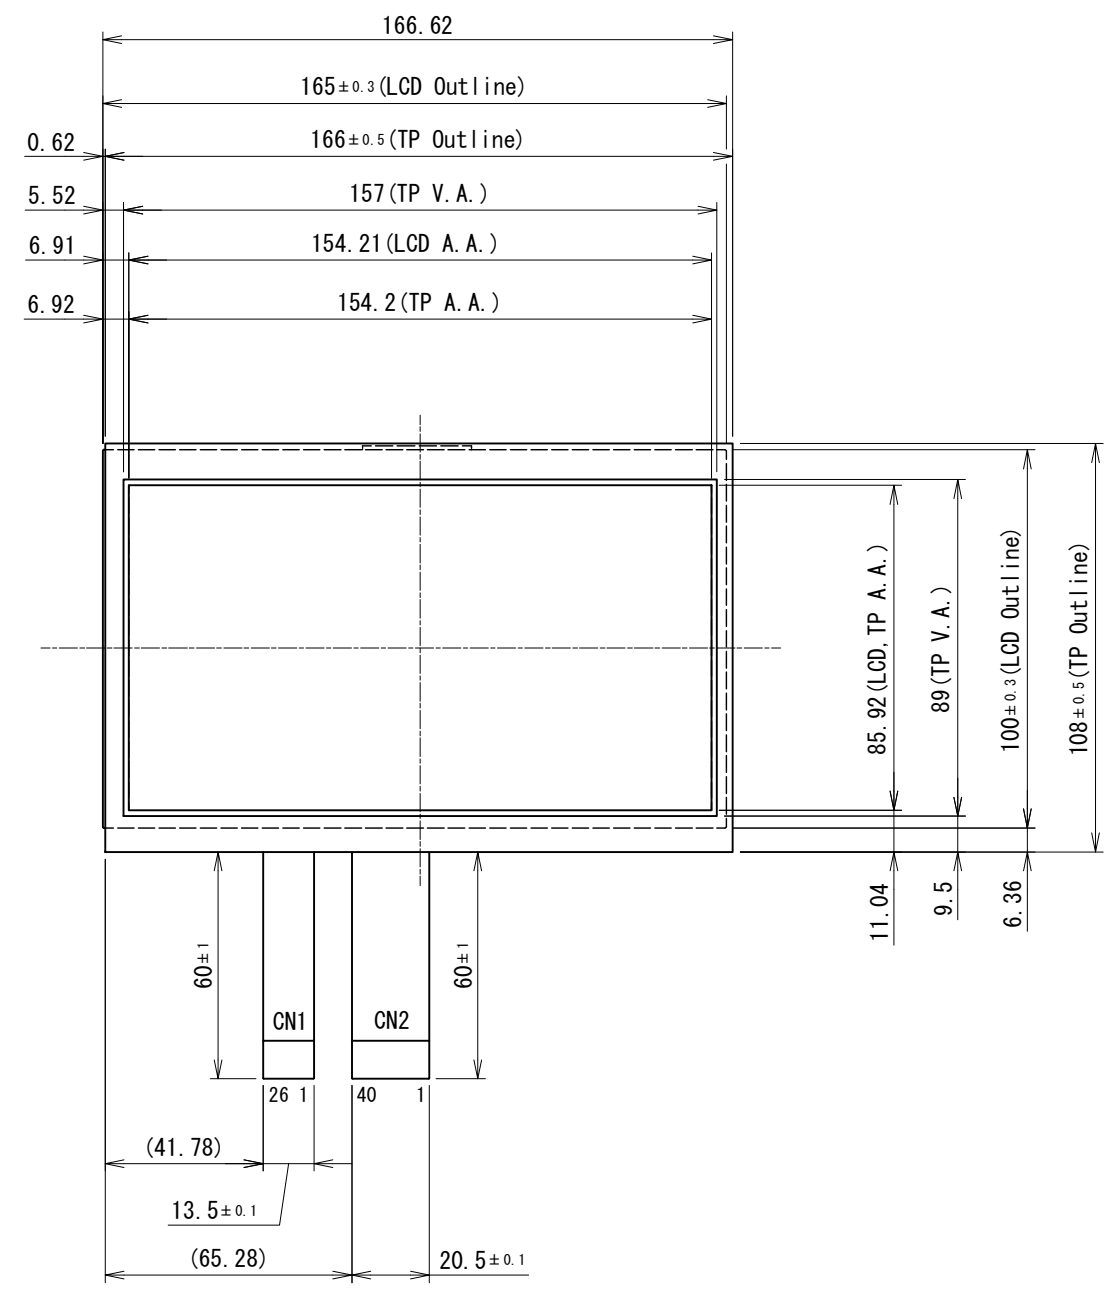 166.62
165±0.3(LCD Outline)
0.62
166±0.5(TP Outline)
5.52
157(TP V.A.)
6.91
154.21(LCD A.A.)
6.92
154.2(TP A.A.)
85.92(LCD,TP A.A.)
89(TP V.A.)
100±0.3(LCD Outline)
108±0.5(TP Outline)
11.04
9.5
6.36
60±1
60±1
CN1
CN2
26 1
40 1
(41.78)
13.5±0.1
(65.28)
20.5±0.1